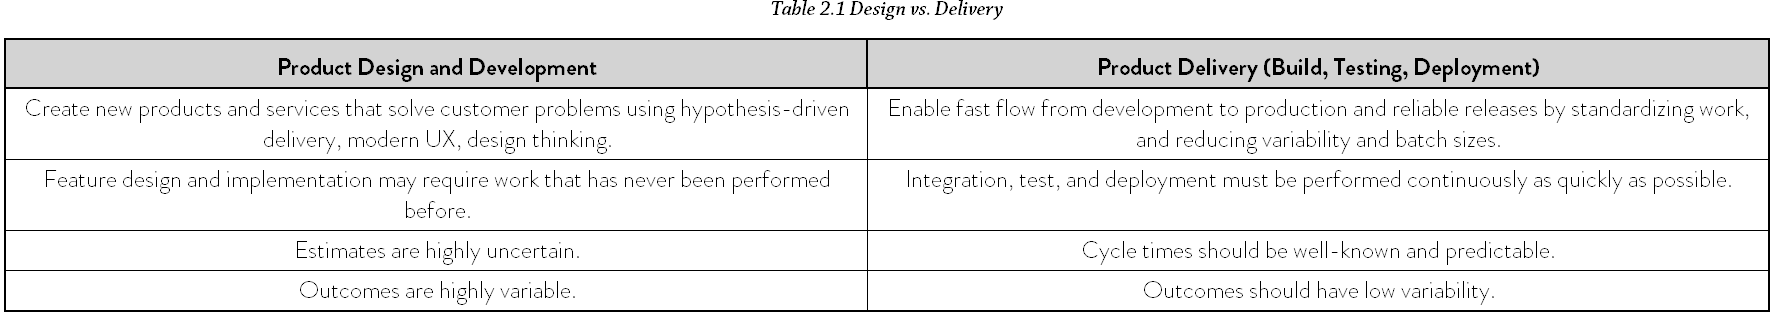 Table 2.1 Design vs. Delivery
Product Design and Development
Product Delivery (Build, Testing, Deployment)
Create new products and services that solve customer problems using hypothesis-driven
delivery, modern UX, design thinking.
Enable fast flow from development to production and reliable releases by standardizing work,
and reducing variability and batch sizes.
Feature design and implementation may require work that has never been performed
before.
Integration, test, and deployment must be performed continuously as quickly as possible.
Estimates are highly uncertain.
Cycle times should be well-known and predictable.
Outcomes are highly variable.
Outcomes should have low variability.